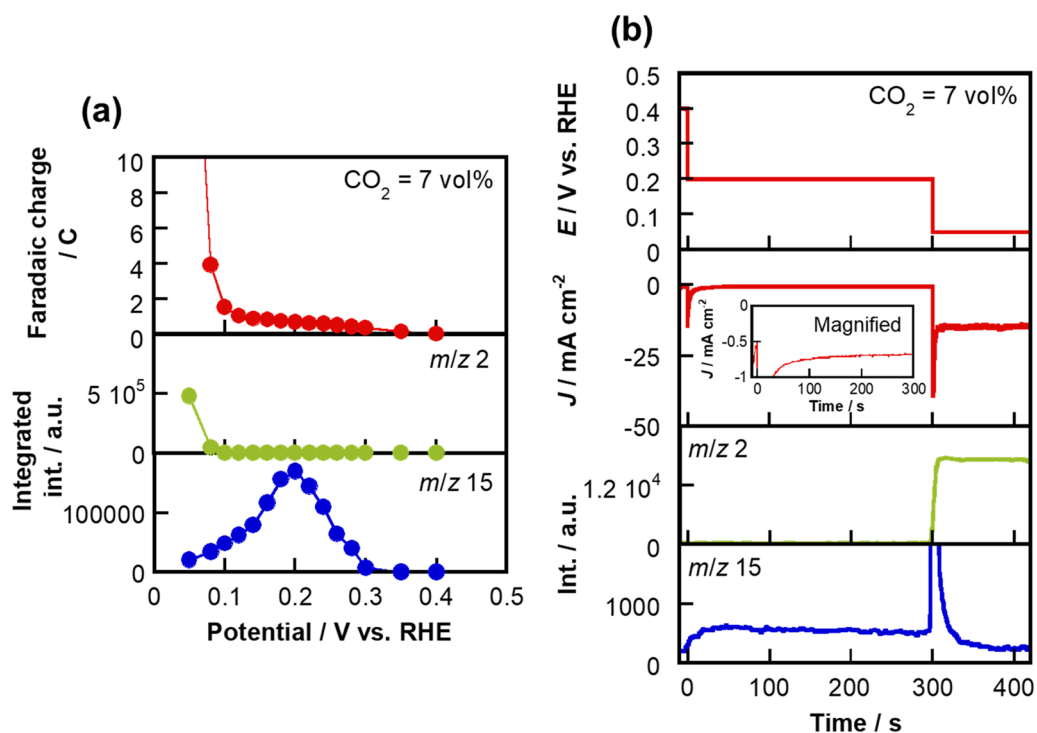 (a)
CO2 = 7 vol%
Faradaic charge
/ C
10
8
6
4
2
0
m/z 2
5 10^5
0
Integrated
int. / a.u.
m/z 15
100000
0
0 0.1 0.2 0.3 0.4 0.5
Potential / V vs. RHE
(b)
CO2 = 7 vol%
E / V vs. RHE
0.5
0.4
0.3
0.2
0.1
0
J / mA cm-2
0
-25
-50
Magnified
J / mA cm-2
0
-0.5
-1
0 100 200 300
Time / s
m/z 2
1.2 10^4
0
Int. / a.u.
m/z 15
1000
0
0 100 200 300 400
Time / s